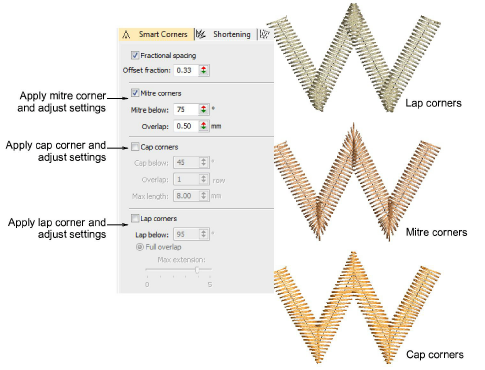 Smart Corners
Shortening
Fractional spacing
Offset fraction: 0.33
Apply mitre corner
and adjust settings
Mitre corners
Mitre below: 75 °
Overlap: 0.50 mm
Apply cap corner and
adjust settings
Cap corners
Cap below: 45 °
Overlap: 1 row
Max length: 8.00 mm
Apply lap corner and
adjust settings
Lap corners
Lap below: 95 °
Full overlap
Max extension:
0 5
Lap corners
Mitre corners
Cap corners